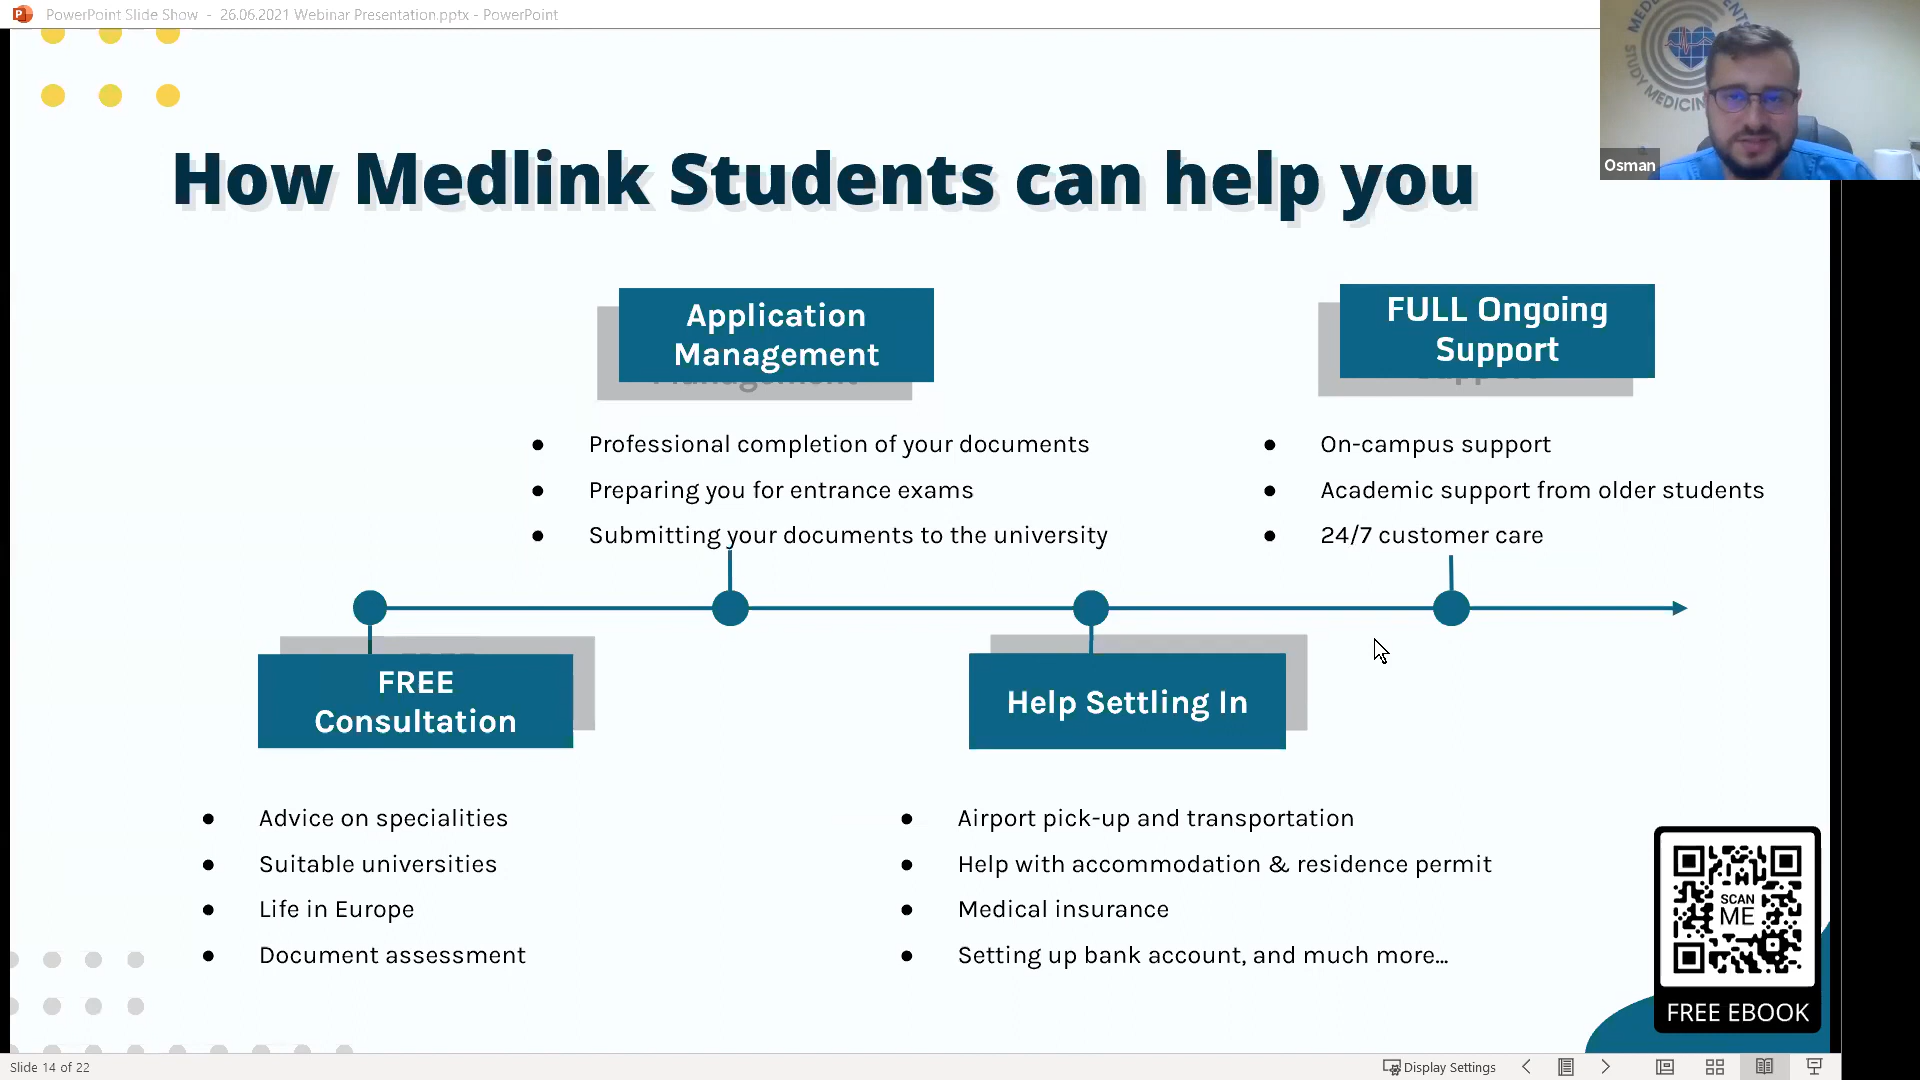 PowerPoint Slide Show - 26.06.2021 Webinar Presentation.pptx - PowerPoint
STUDY MEDICIN
Osman
How Medlink Students can help you
Application
Management
FULL Ongoing
Support
● Professional completion of your documents
● Preparing you for entrance exams
● Submitting your documents to the university
● On-campus support
● Academic support from older students
● 24/7 customer care
FREE
Consultation
Help Settling In
● Advice on specialities
● Suitable universities
● Life in Europe
● Document assessment
● Airport pick-up and transportation
● Help with accommodation & residence permit
● Medical insurance
● Setting up bank account, and much more...
SCAN
ME
FREE EBOOK
Slide 14 of 22
Display Settings